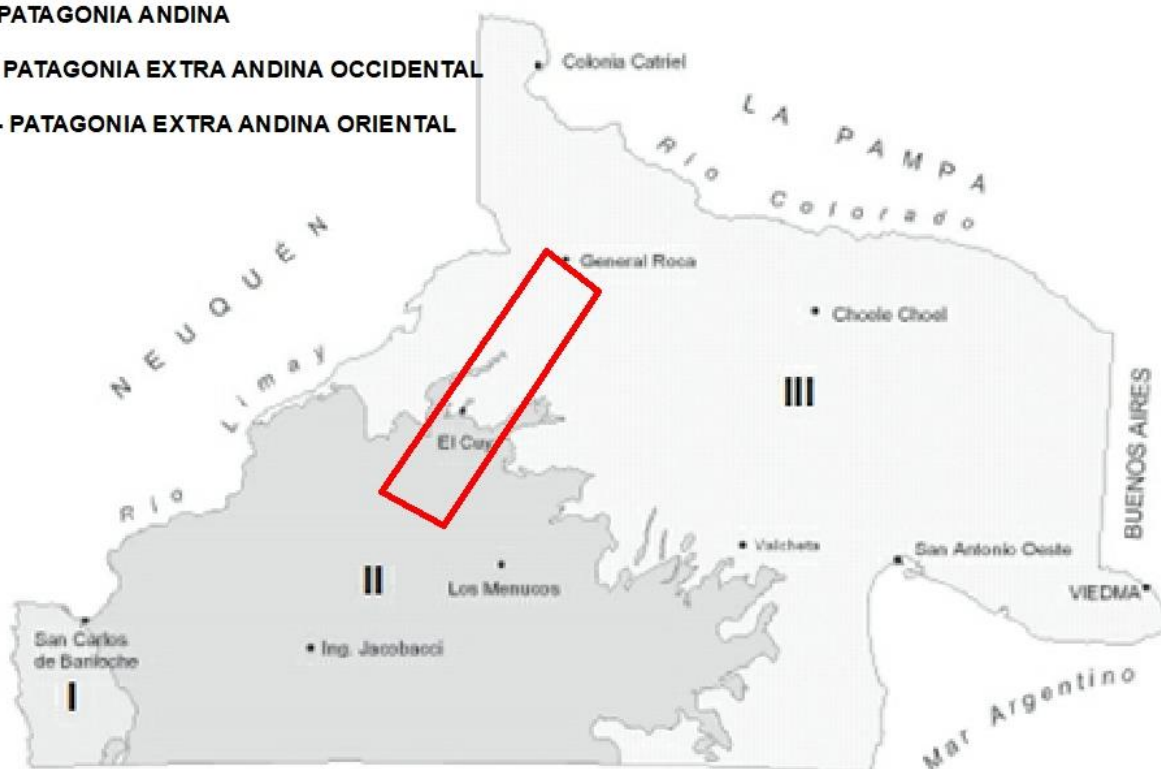 PATAGONIA ANDINA
PATAGONIA EXTRA ANDINA OCCIDENTAL
- PATAGONIA EXTRA ANDINA ORIENTAL
Colonia Catriel
LA PAMPA
Río Colorado
NEUQUÉN
General Roca
Choele Choel
Río Limay
III
El Cuy
BUENOS AIRES
Valcheta
San Antonio Oeste
II
Los Menucos
VIEDMA
San Carlos
de Bariloche
Ing. Jacobacci
I
Mar Argentino